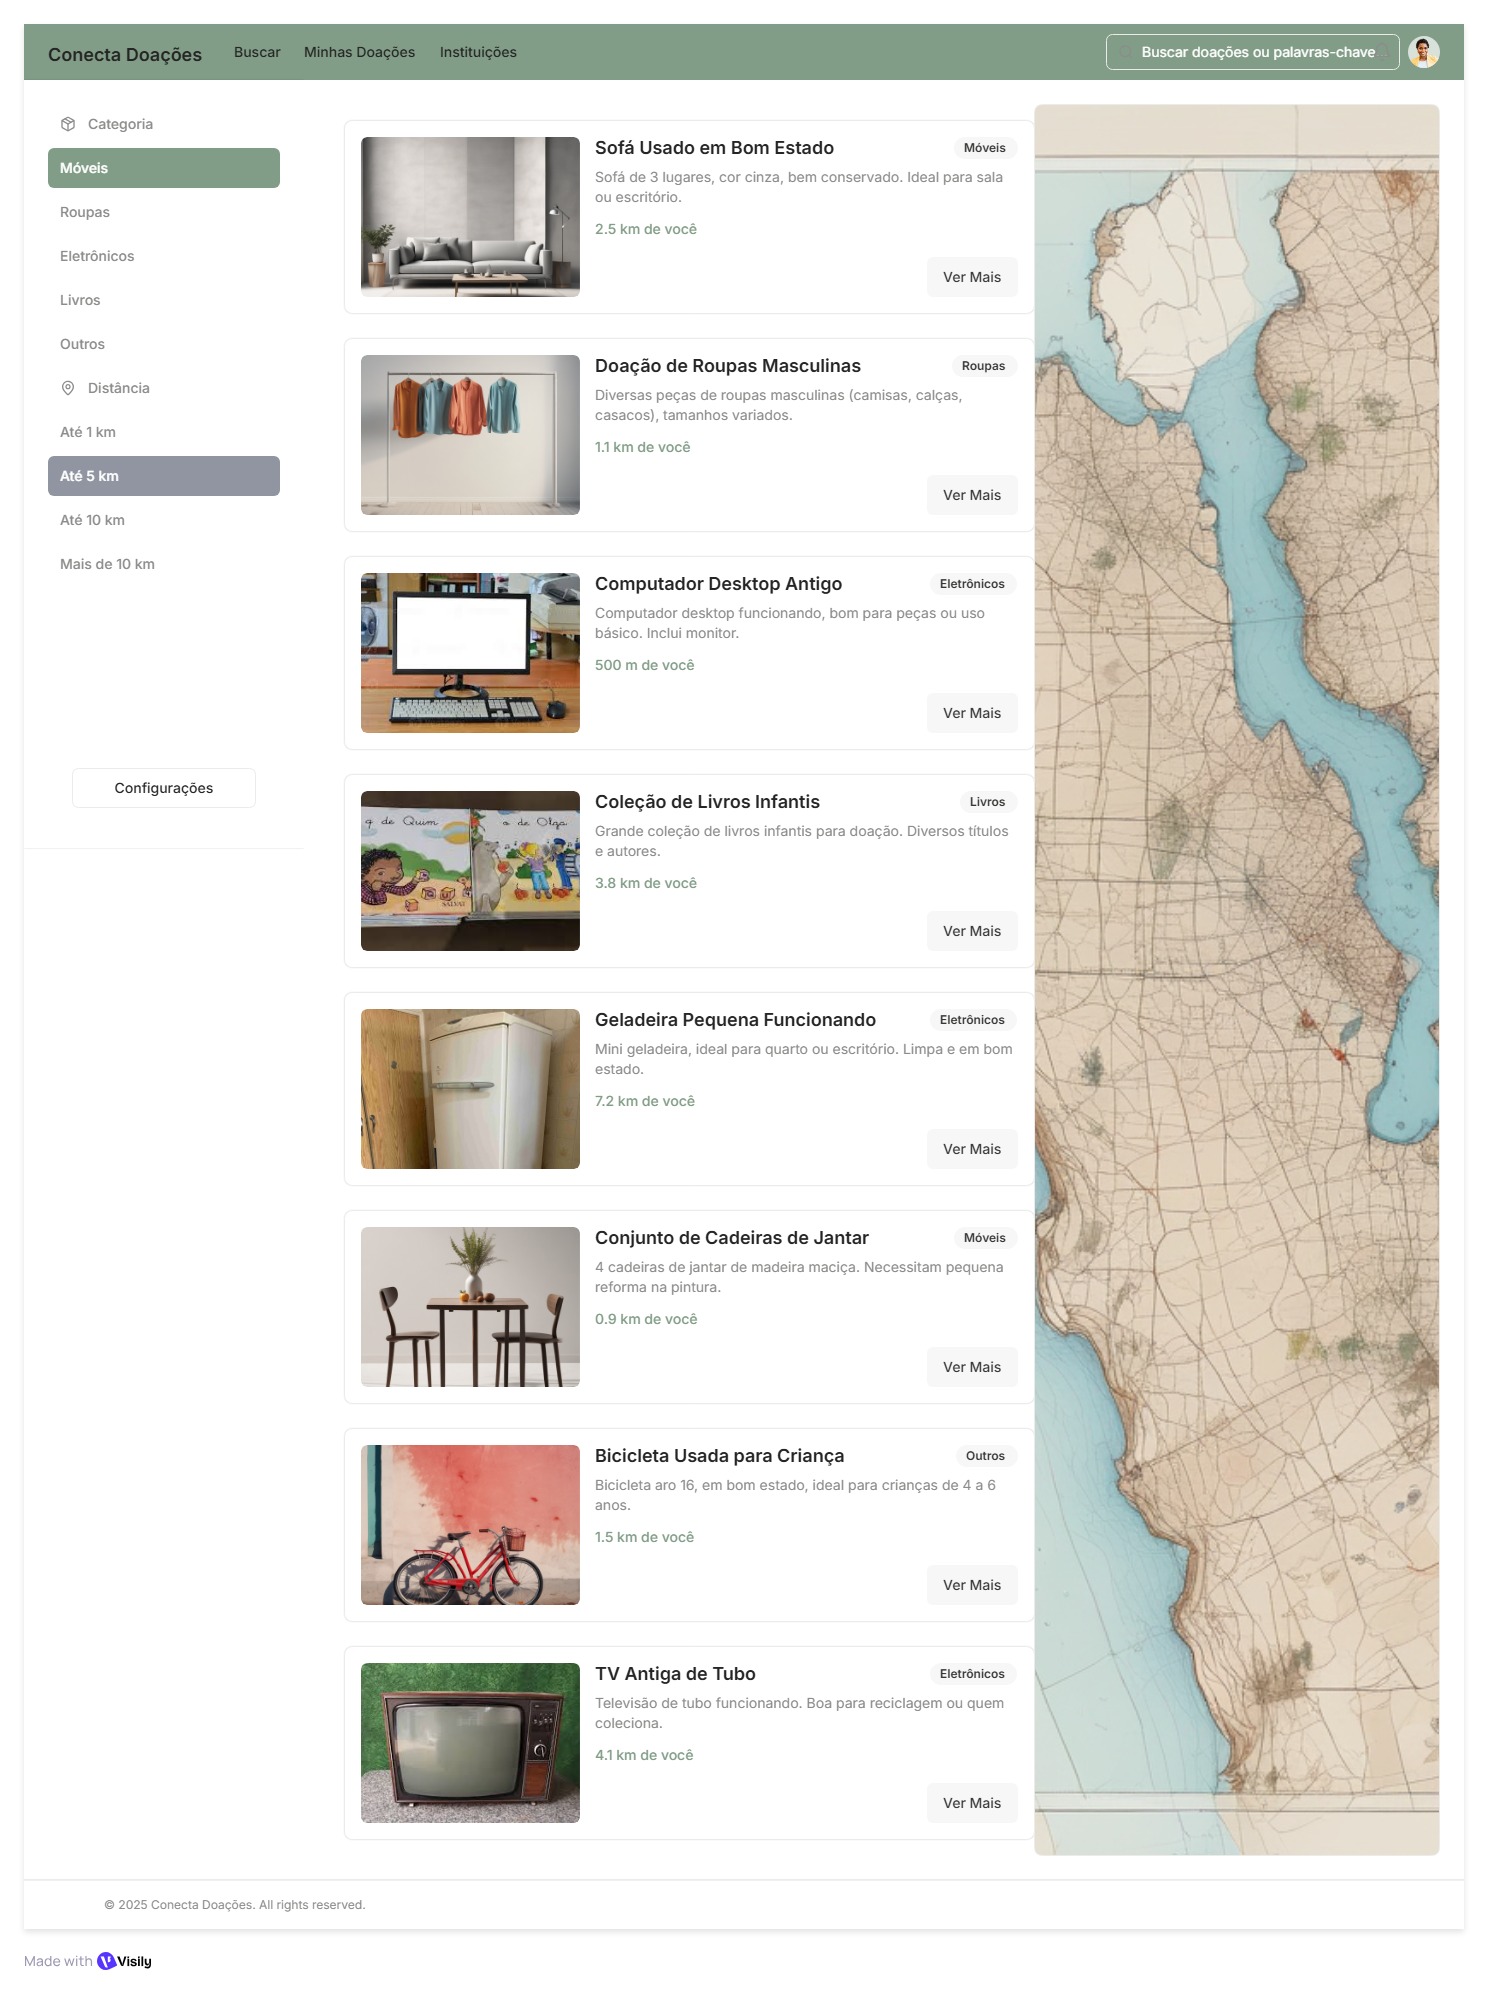 Conecta Doações
Buscar
Minhas Doações
Instituições
Buscar doações ou palavras-chave
Categoria
Móveis
Roupas
Eletrônicos
Livros
Outros
Distância
Até 1 km
Até 5 km
Até 10 km
Mais de 10 km
Configurações
Sofá Usado em Bom Estado
Móveis
Sofá de 3 lugares, cor cinza, bem conservado. Ideal para sala
ou escritório.
2.5 km de você
Ver Mais
Doação de Roupas Masculinas
Roupas
Diversas peças de roupas masculinas (camisas, calças,
casacos), tamanhos variados.
1.1 km de você
Ver Mais
Computador Desktop Antigo
Eletrônicos
Computador desktop funcionando, bom para peças ou uso
básico. Inclui monitor.
500 m de você
Ver Mais
de Quim
de Olga
SALVAT
Coleção de Livros Infantis
Livros
Grande coleção de livros infantis para doação. Diversos títulos
e autores.
3.8 km de você
Ver Mais
Geladeira Pequena Funcionando
Eletrônicos
Mini geladeira, ideal para quarto ou escritório. Limpa e em bom
estado.
7.2 km de você
Ver Mais
Conjunto de Cadeiras de Jantar
Móveis
4 cadeiras de jantar de madeira maciça. Necessitam pequena
reforma na pintura.
0.9 km de você
Ver Mais
Bicicleta Usada para Criança
Outros
Bicicleta aro 16, em bom estado, ideal para crianças de 4 a 6
anos.
1.5 km de você
Ver Mais
TV Antiga de Tubo
Eletrônicos
Televisão de tubo funcionando. Boa para reciclagem ou quem
coleciona.
4.1 km de você
Ver Mais
© 2025 Conecta Doações. All rights reserved.
Made with Visily